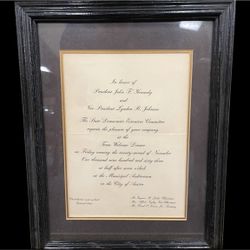 In honor of
President John F. Kennedy
and
Vice President Lyndon B. Johnson
The State Democratic Executive Committee
requests the pleasure of your company
at the
Texas Welcome Dinner
on Friday evening the twenty-second of November
One thousand nine hundred and sixty three
at half after seven o'clock
at the Municipal Auditorium
in the City of Austin